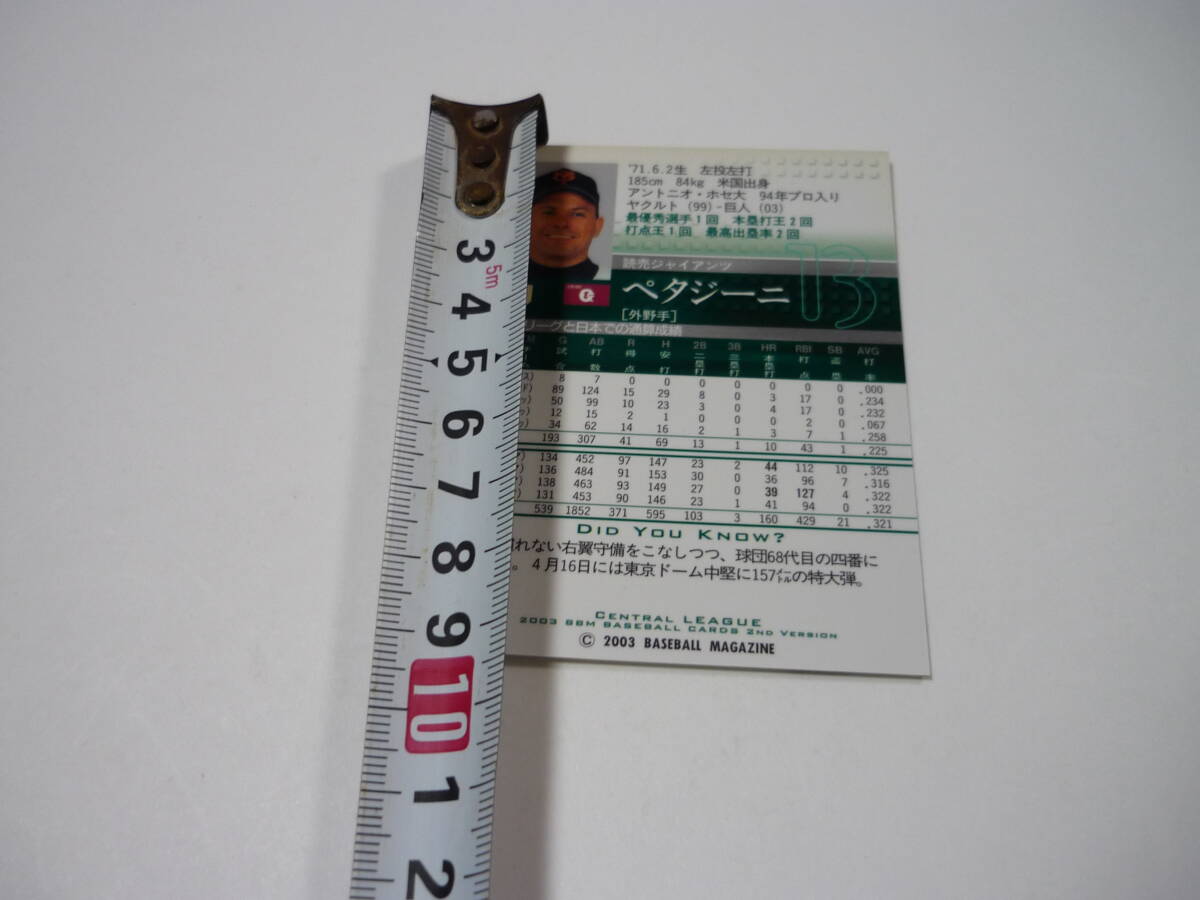 '71.6.2生 左投左打
185cm 84kg 米国出身
アントニオ・ホセ大 94年プロ入り
ヤクルト (99) - 巨人 (03)
最優秀選手1回 本塁打王2回
打点王1回 最高出塁率2回
13
読売ジャイアンツ
G
ペタジーニ
[外野手]
リーグと日本での通算成績
G AB R H 2B 3B HR RBI SB AVG
試合 打数 得点 安打 二塁打 三塁打 本塁打 打点 盗塁 打率
8 7 0 0 0 0 0 0 0 .000
89 124 15 29 8 0 3 17 0 .234
50 99 10 23 3 0 4 17 0 .232
12 15 2 1 0 0 0 2 0 .067
34 62 14 16 2 1 3 7 1 .258
193 307 41 69 13 1 10 43 1 .225
134 452 97 147 23 2 44 112 10 .325
136 484 91 153 30 0 36 96 7 .316
138 463 93 149 27 0 39 127 4 .322
131 453 90 146 23 1 41 94 0 .322
539 1852 371 595 103 3 160 429 21 .321
DID YOU KNOW?
れない右翼守備をこなしつつ、球団68代目の四番に
。4月16日には東京ドーム中堅に157メートルの特大弾。
CENTRAL LEAGUE
2003 BBM BASEBALL CARDS 2ND VERSION
© 2003 BASEBALL MAGAZINE
3
5m
4
5
6
7
8
9
10
1
2